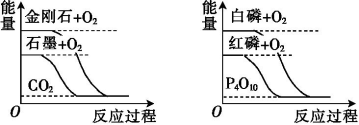 能量
金刚石+O₂
石墨+O₂
CO₂
O
反应过程
能量
白磷+O₂
红磷+O₂
P₄O₁₀
O
反应过程